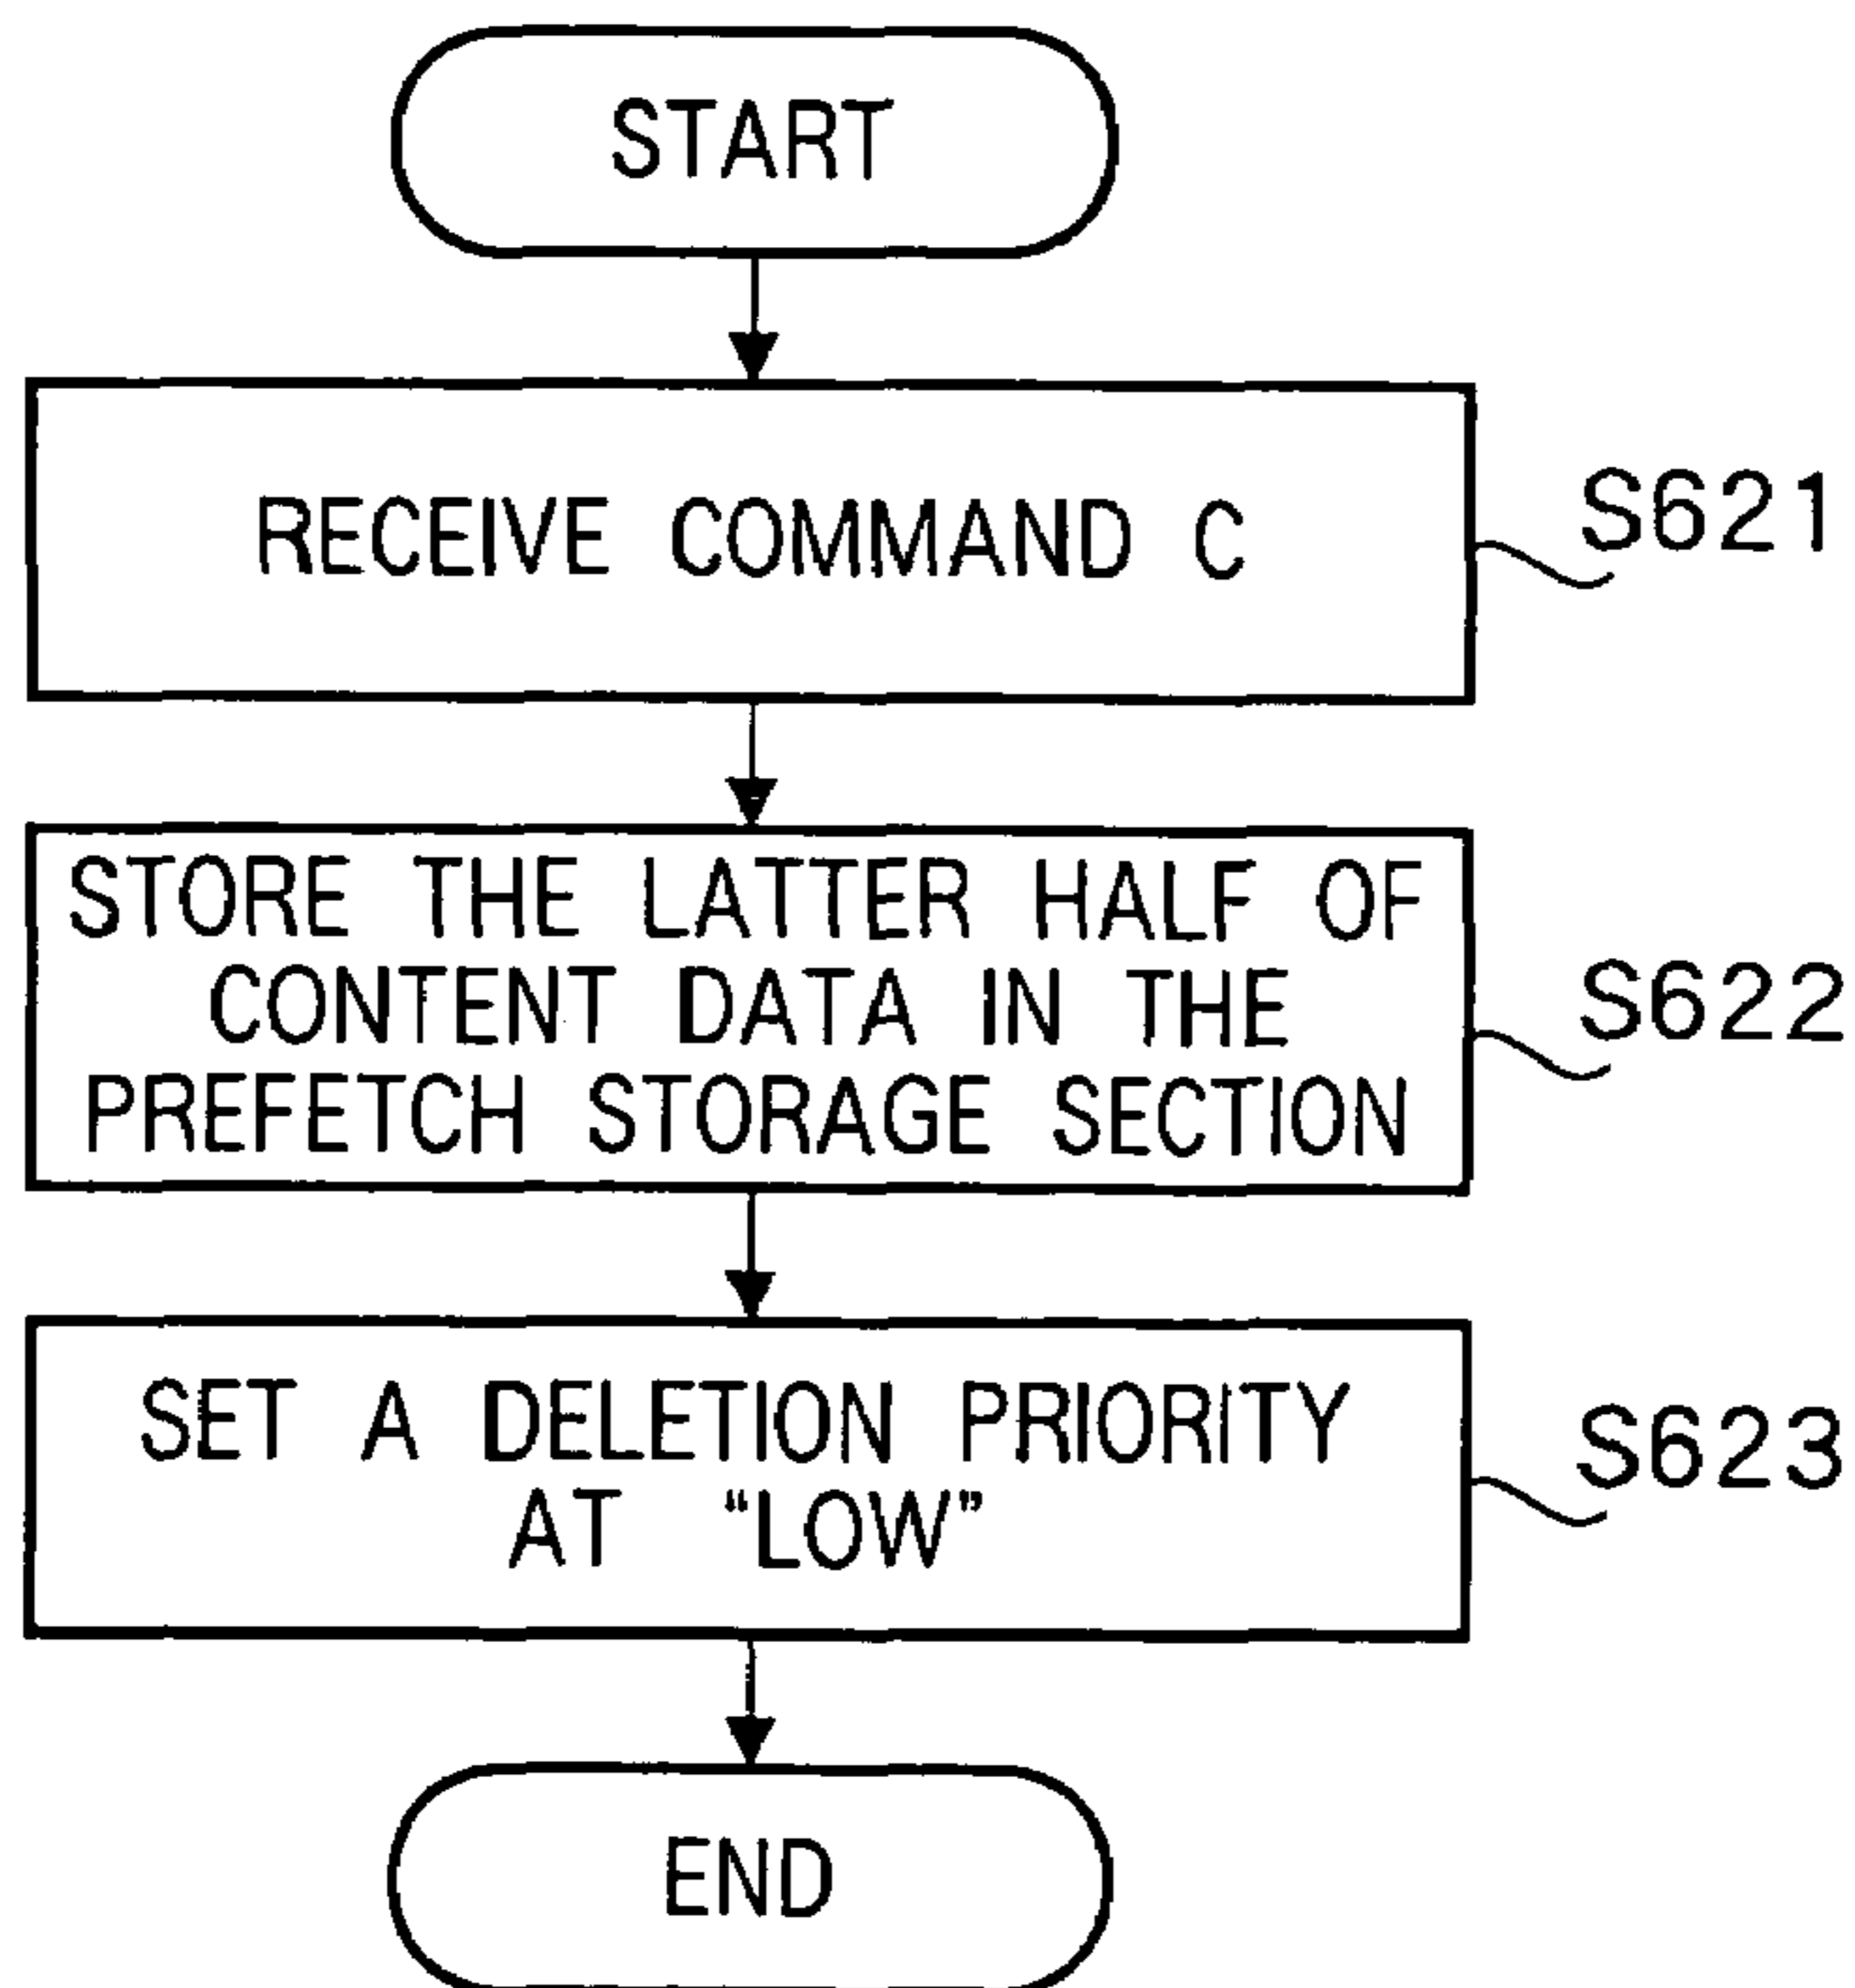 START
RECEIVE COMMAND C
S621
STORE THE LATTER HALF OF
CONTENT DATA IN THE
PREFETCH STORAGE SECTION
S622
SET A DELETION PRIORITY
AT “LOW”
S623
END